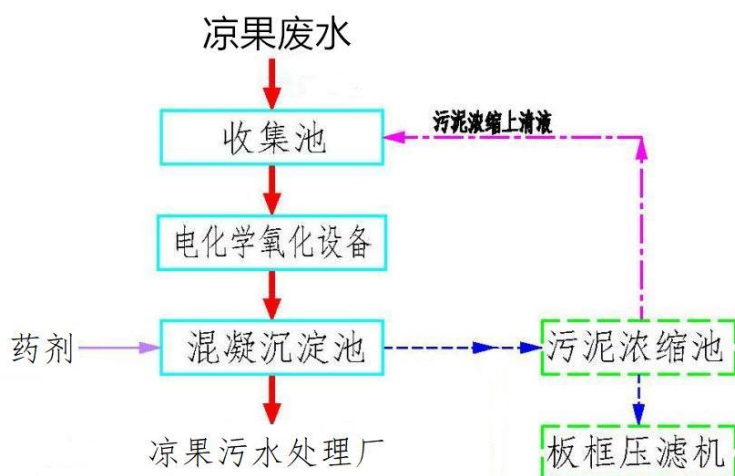 凉果废水
污泥浓缩上清液
收集池
电化学氧化设备
药剂
混凝沉淀池
污泥浓缩池
凉果污水处理厂
板框压滤机